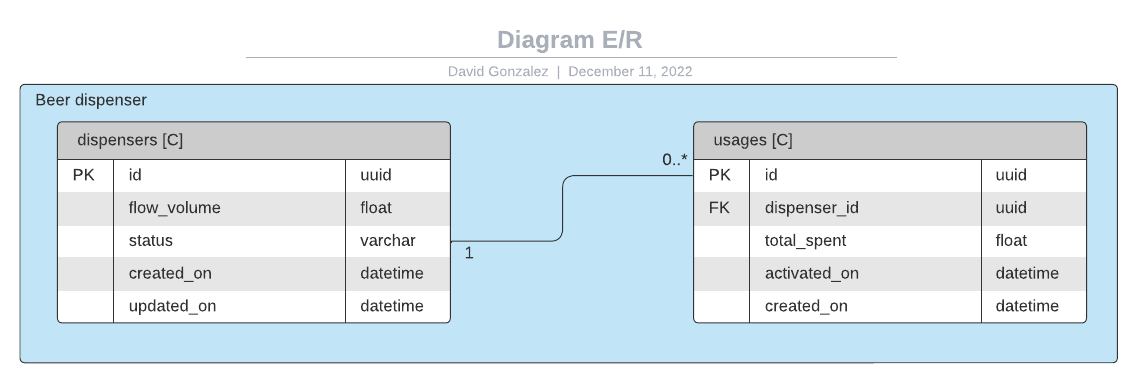 Diagram E/R
David Gonzalez | December 11, 2022
Beer dispenser
dispensers [C]
PK id uuid
flow_volume float
status varchar
created_on datetime
updated_on datetime
1
0..*
usages [C]
PK id uuid
FK dispenser_id uuid
total_spent float
activated_on datetime
created_on datetime